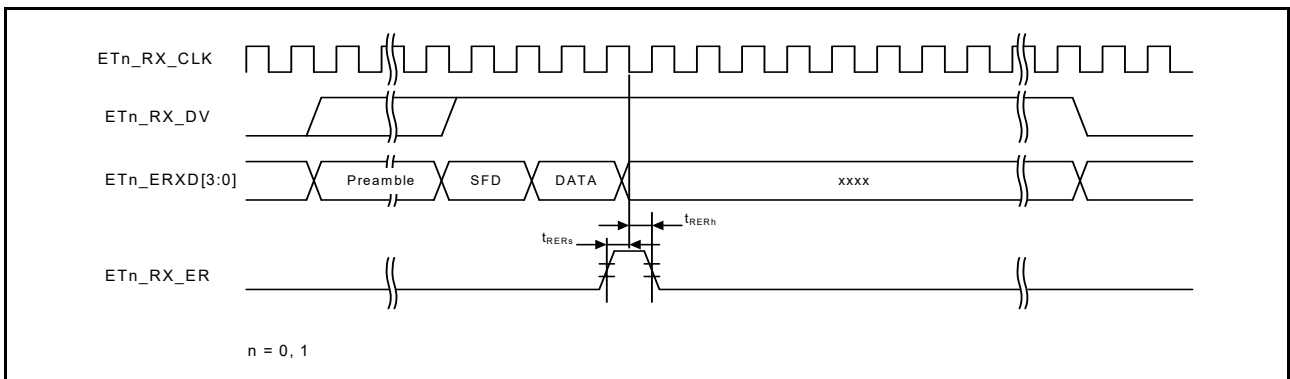 ETn_RX_CLK
ETn_RX_DV
ETn_ERXD[3:0] Preamble SFD DATA xxxx
tRERh
tRERs
ETn_RX_ER
n = 0, 1